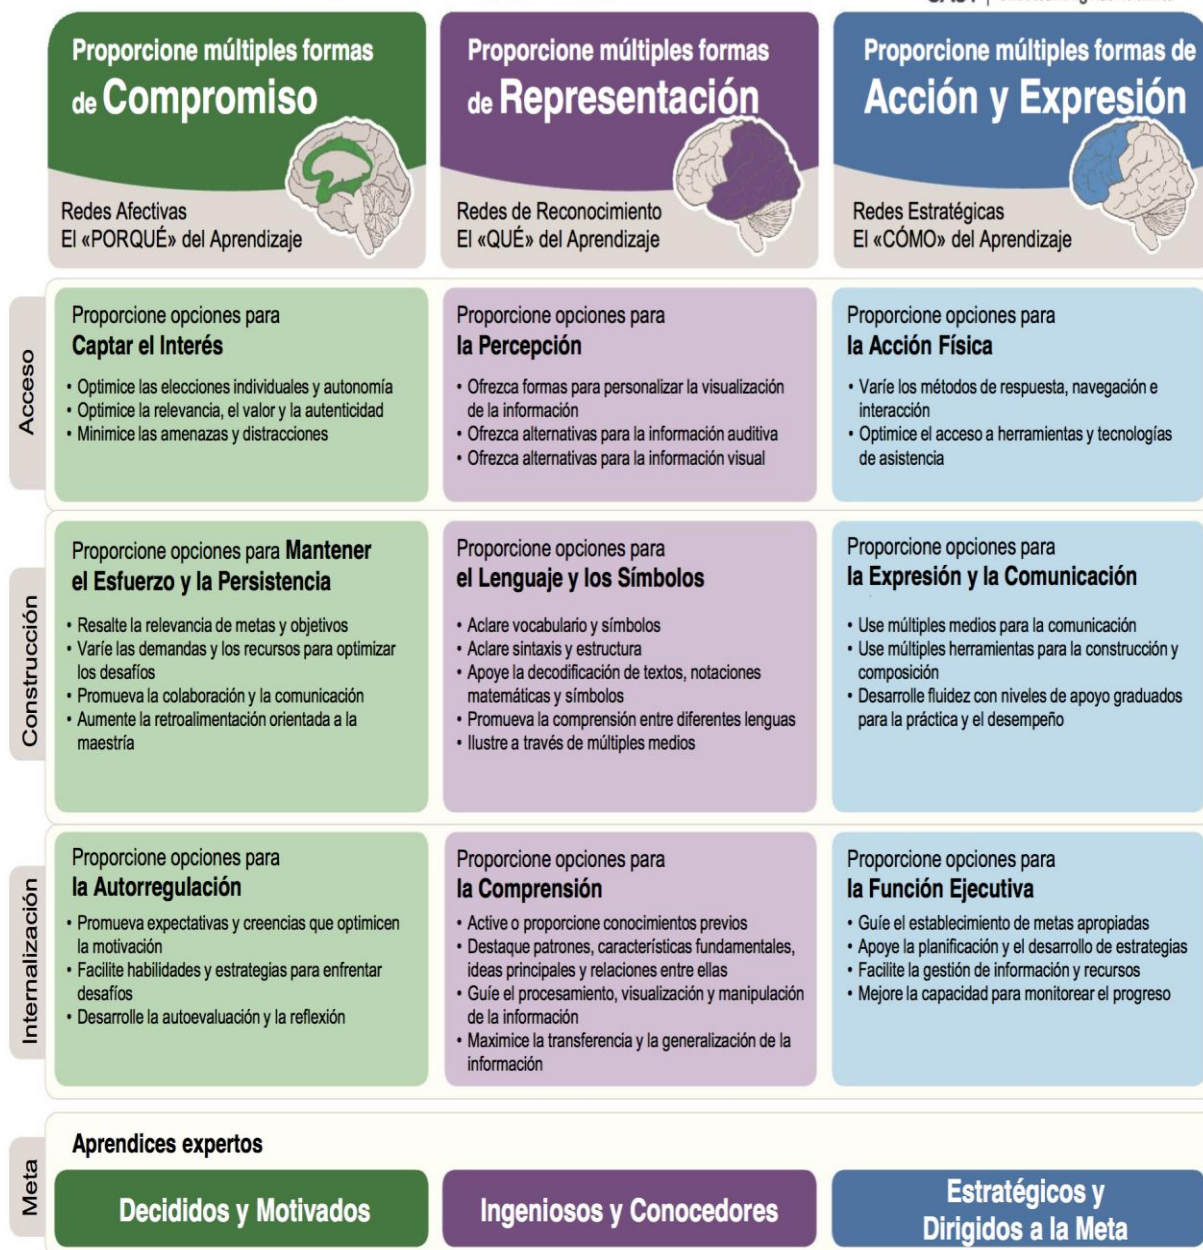 Proporcione múltiples formas
de Compromiso
Redes Afectivas
El «PORQUÉ» del Aprendizaje
Proporcione múltiples formas
de Representación
Redes de Reconocimiento
El «QUÉ» del Aprendizaje
Proporcione múltiples formas de
Acción y Expresión
Redes Estratégicas
El «CÓMO» del Aprendizaje
Acceso
Proporcione opciones para
Captar el Interés
• Optimice las elecciones individuales y autonomía
• Optimice la relevancia, el valor y la autenticidad
• Minimice las amenazas y distracciones
Proporcione opciones para
la Percepción
• Ofrezca formas para personalizar la visualización
de la información
• Ofrezca alternativas para la información auditiva
• Ofrezca alternativas para la información visual
Proporcione opciones para
la Acción Física
• Varíe los métodos de respuesta, navegación e
interacción
• Optimice el acceso a herramientas y tecnologías
de asistencia
Construcción
Proporcione opciones para Mantener
el Esfuerzo y la Persistencia
• Resalte la relevancia de metas y objetivos
• Varíe las demandas y los recursos para optimizar
los desafíos
• Promueva la colaboración y la comunicación
• Aumente la retroalimentación orientada a la
maestría
Proporcione opciones para
el Lenguaje y los Símbolos
• Aclare vocabulario y símbolos
• Aclare sintaxis y estructura
• Apoye la decodificación de textos, notaciones
matemáticas y símbolos
• Promueva la comprensión entre diferentes lenguas
• Ilustre a través de múltiples medios
Proporcione opciones para
la Expresión y la Comunicación
• Use múltiples medios para la comunicación
• Use múltiples herramientas para la construcción y
composición
• Desarrolle fluidez con niveles de apoyo graduados
para la práctica y el desempeño
Internalización
Proporcione opciones para
la Autorregulación
• Promueva expectativas y creencias que optimicen
la motivación
• Facilite habilidades y estrategias para enfrentar
desafíos
• Desarrolle la autoevaluación y la reflexión
Proporcione opciones para
la Comprensión
• Active o proporcione conocimientos previos
• Destaque patrones, características fundamentales,
ideas principales y relaciones entre ellas
• Guíe el procesamiento, visualización y manipulación
de la información
• Maximice la transferencia y la generalización de la
información
Proporcione opciones para
la Función Ejecutiva
• Guíe el establecimiento de metas apropiadas
• Apoye la planificación y el desarrollo de estrategias
• Facilite la gestión de información y recursos
• Mejore la capacidad para monitorear el progreso
Meta
Aprendices expertos
Decididos y Motivados
Ingeniosos y Conocedores
Estratégicos y
Dirigidos a la Meta